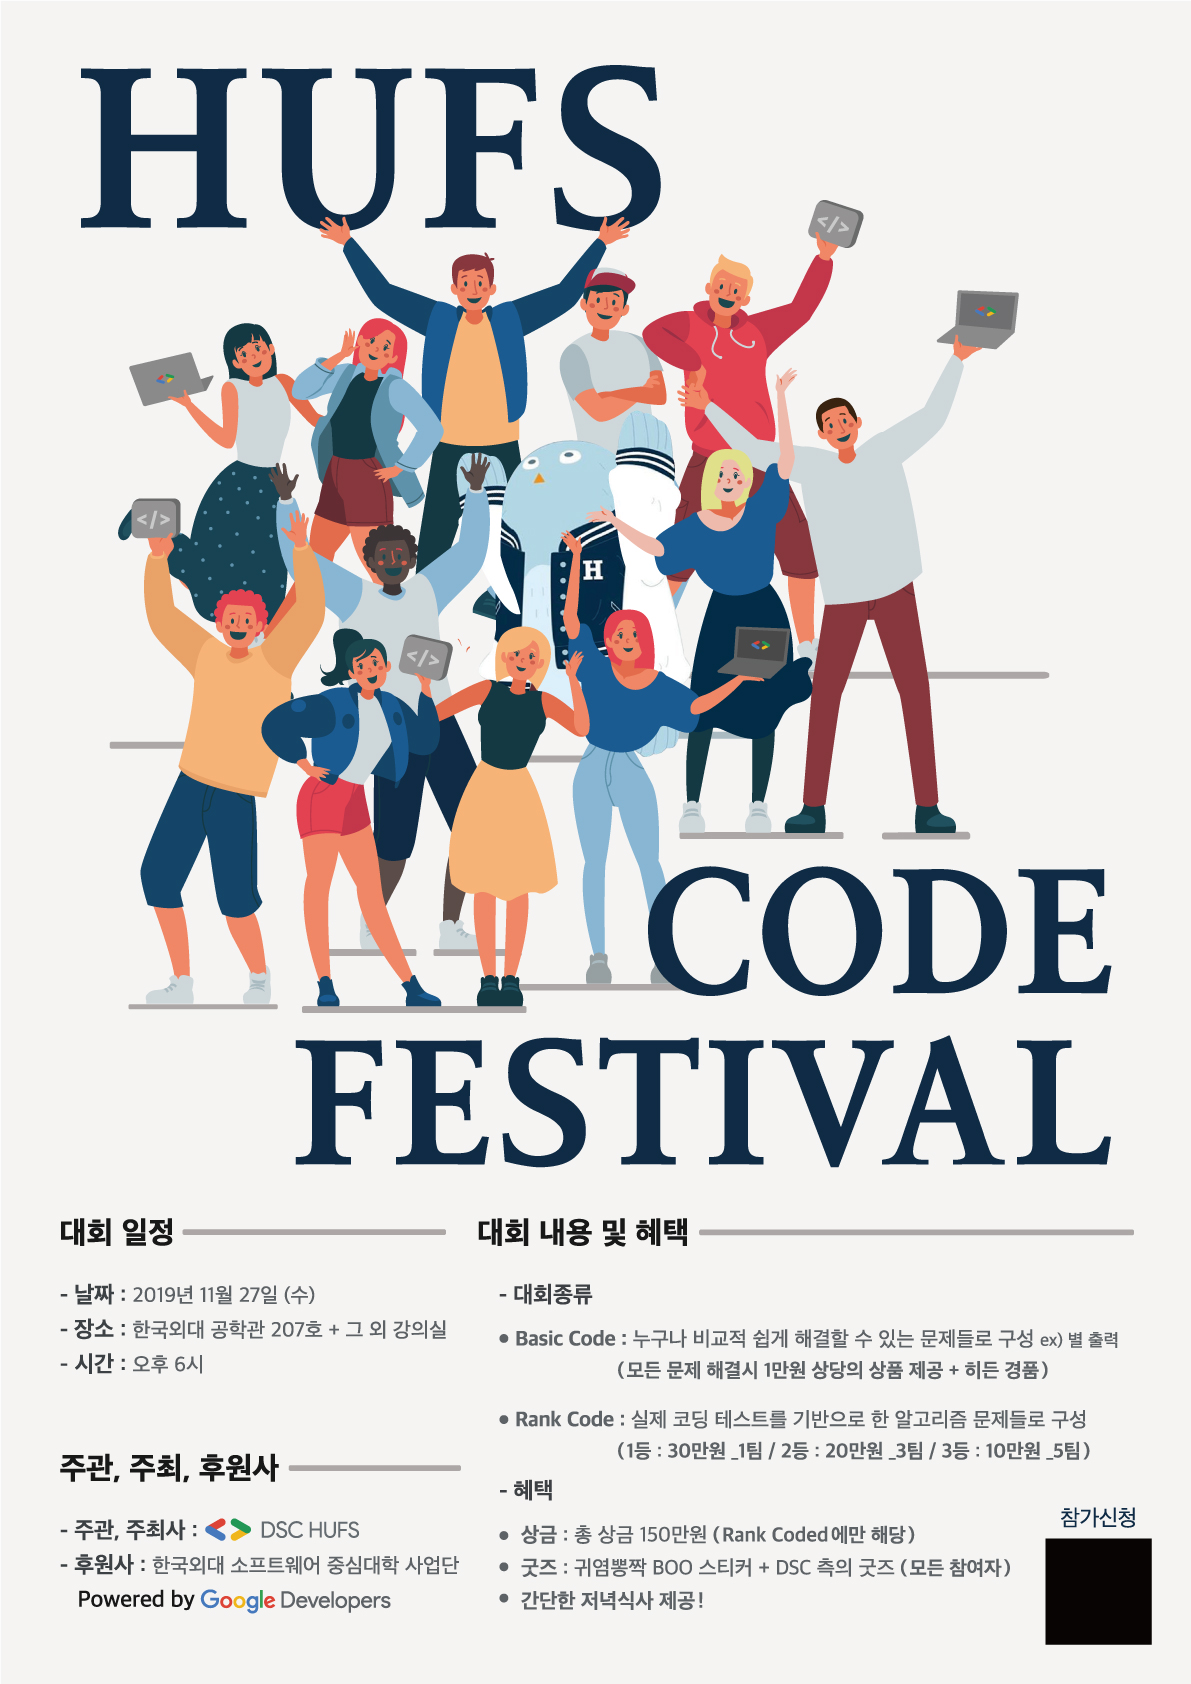 HUFS
</>
</>
H
</>
CODE
FESTIVAL
대회 일정
- 날짜 : 2019년 11월 27일 (수)
- 장소 : 한국외대 공학관 207호 + 그 외 강의실
- 시간 : 오후 6시
주관, 주최, 후원사
- 주관, 주최사 : <> DSC HUFS
- 후원사 : 한국외대 소프트웨어 중심대학 사업단
Powered by Google Developers
대회 내용 및 혜택
- 대회종류
• Basic Code : 누구나 비교적 쉽게 해결할 수 있는 문제들로 구성 ex) 별 출력
(모든 문제 해결시 1만원 상당의 상품 제공 + 히든 경품)
• Rank Code : 실제 코딩 테스트를 기반으로 한 알고리즘 문제들로 구성
(1등 : 30만원 _1팀 / 2등 : 20만원 _3팀 / 3등 : 10만원 _5팀)
- 혜택
• 상금 : 총 상금 150만원 (Rank Coded에만 해당)
• 굿즈 : 귀염뽕짝 BOO 스티커 + DSC 측의 굿즈 (모든 참여자)
• 간단한 저녁식사 제공!
참가신청